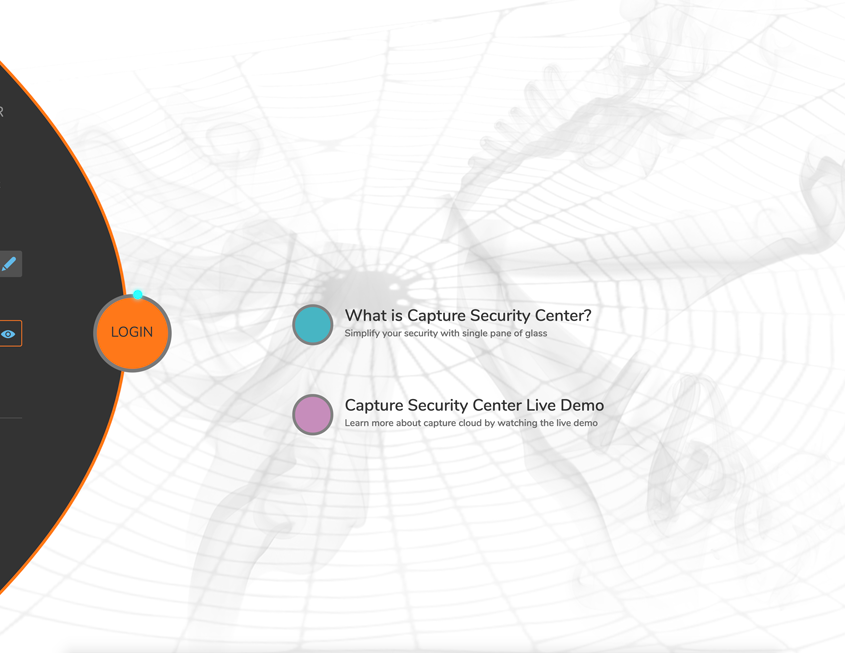 R
LOGIN
What is Capture Security Center?
Simplify your security with single pane of glass
Capture Security Center Live Demo
Learn more about capture cloud by watching the live demo